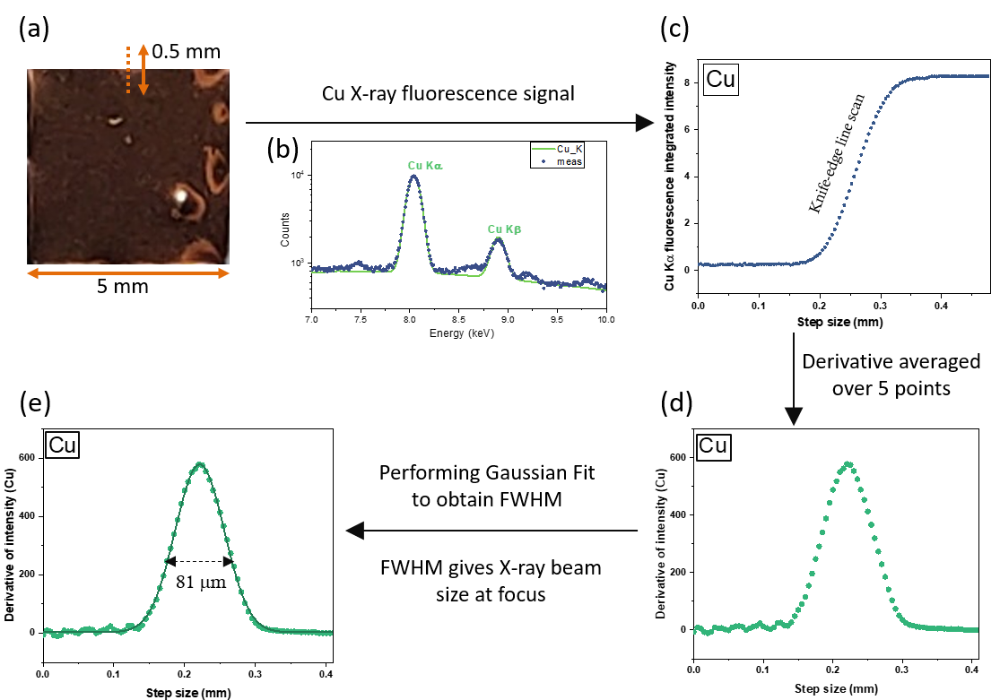 (a)
0.5 mm
5 mm
Cu X-ray fluorescence signal
(b)
Cu_K
meas
Cu Kα
Cu Kβ
Counts
10⁴
10³
7.0 7.5 8.0 8.5 9.0 9.5 10.0
Energy (keV)
(c)
Cu
Knife-edge line scan
Cu Kα fluorescence integrated intensity
8
6
4
2
0
0.0 0.1 0.2 0.3 0.4
Step size (mm)
Derivative averaged
over 5 points
(d)
Cu
Derivative of intensity (Cu)
600
400
200
0
0.0 0.1 0.2 0.3 0.4
Step size (mm)
Performing Gaussian Fit
to obtain FWHM
FWHM gives X-ray beam
size at focus
(e)
Cu
Derivative of intensity (Cu)
600
400
200
0
81 μm
0.0 0.1 0.2 0.3 0.4
Step size (mm)